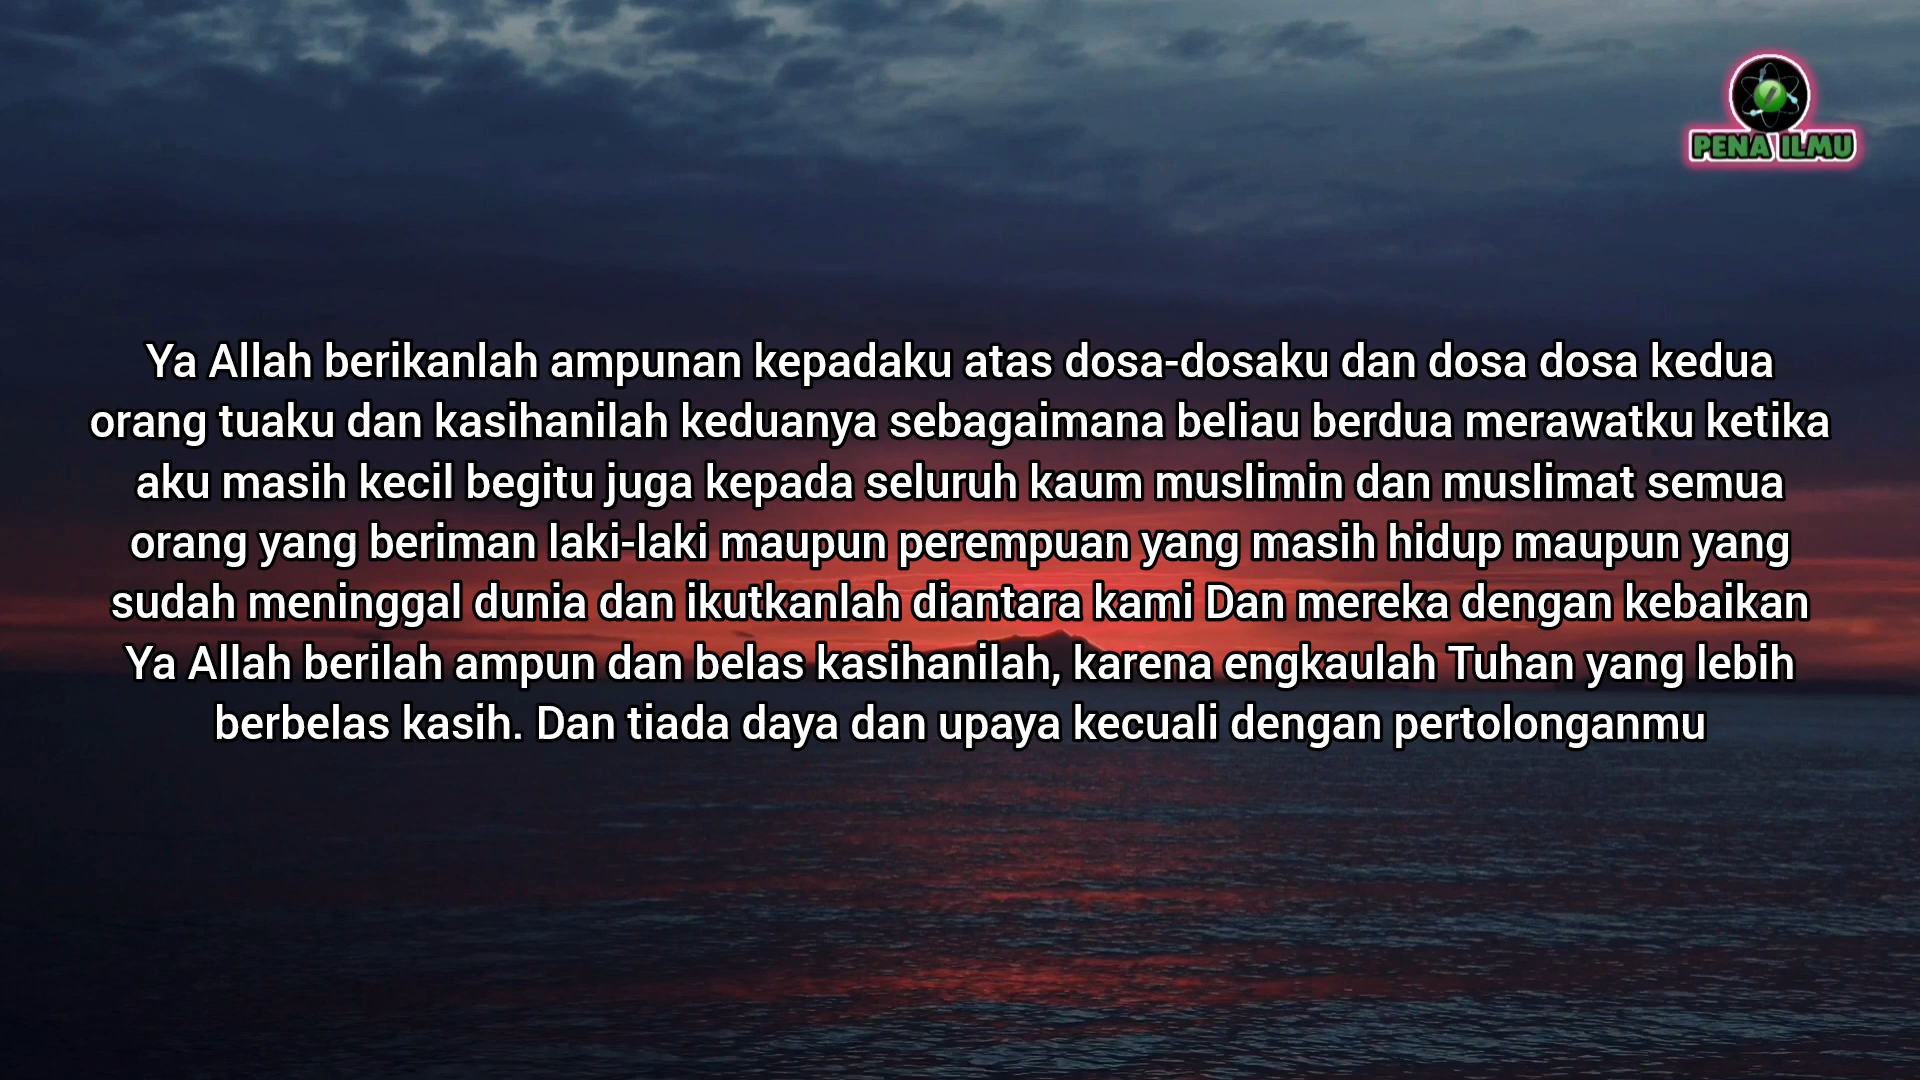 PENA ILMU
Ya Allah berikanlah ampunan kepadaku atas dosa-dosaku dan dosa dosa kedua
orang tuaku dan kasihanilah keduanya sebagaimana beliau berdua merawatku ketika
aku masih kecil begitu juga kepada seluruh kaum muslimin dan muslimat semua
orang yang beriman laki-laki maupun perempuan yang masih hidup maupun yang
sudah meninggal dunia dan ikutkanlah diantara kami Dan mereka dengan kebaikan
Ya Allah berilah ampun dan belas kasihanilah, karena engkaulah Tuhan yang lebih
berbelas kasih. Dan tiada daya dan upaya kecuali dengan pertolonganmu